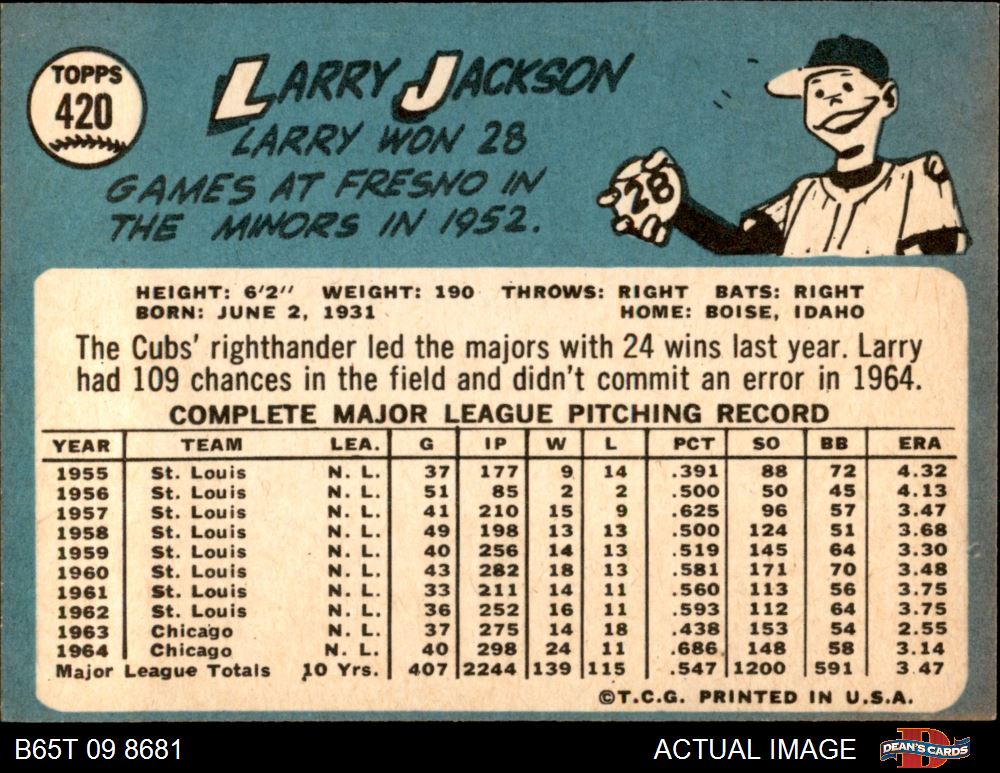 TOPPS
420
LARRY JACKSON
LARRY WON 28
GAMES AT FRESNO IN
THE MINORS IN 1952.
28
HEIGHT: 6'2" WEIGHT: 190 THROWS: RIGHT BATS: RIGHT
BORN: JUNE 2, 1931 HOME: BOISE, IDAHO
The Cubs' righthander led the majors with 24 wins last year. Larry
had 109 chances in the field and didn't commit an error in 1964.
COMPLETE MAJOR LEAGUE PITCHING RECORD
YEAR TEAM LEA. G IP W L PCT SO BB ERA
1955 St. Louis N. L. 37 177 9 14 .391 88 72 4.32
1956 St. Louis N. L. 51 85 2 2 .500 50 45 4.13
1957 St. Louis N. L. 41 210 15 9 .625 96 57 3.47
1958 St. Louis N. L. 49 198 13 13 .500 124 51 3.68
1959 St. Louis N. L. 40 256 14 13 .519 145 64 3.30
1960 St. Louis N. L. 43 282 18 13 .581 171 70 3.48
1961 St. Louis N. L. 33 211 14 11 .560 113 56 3.75
1962 St. Louis N. L. 36 252 16 11 .593 112 64 3.75
1963 Chicago N. L. 37 275 14 18 .438 153 54 2.55
1964 Chicago N. L. 40 298 24 11 .686 148 58 3.14
Major League Totals 10 Yrs. 407 2244 139 115 .547 1200 591 3.47
©T.C.G. PRINTED IN U.S.A.
B65T 09 8681 ACTUAL IMAGE DEAN'S CARDS